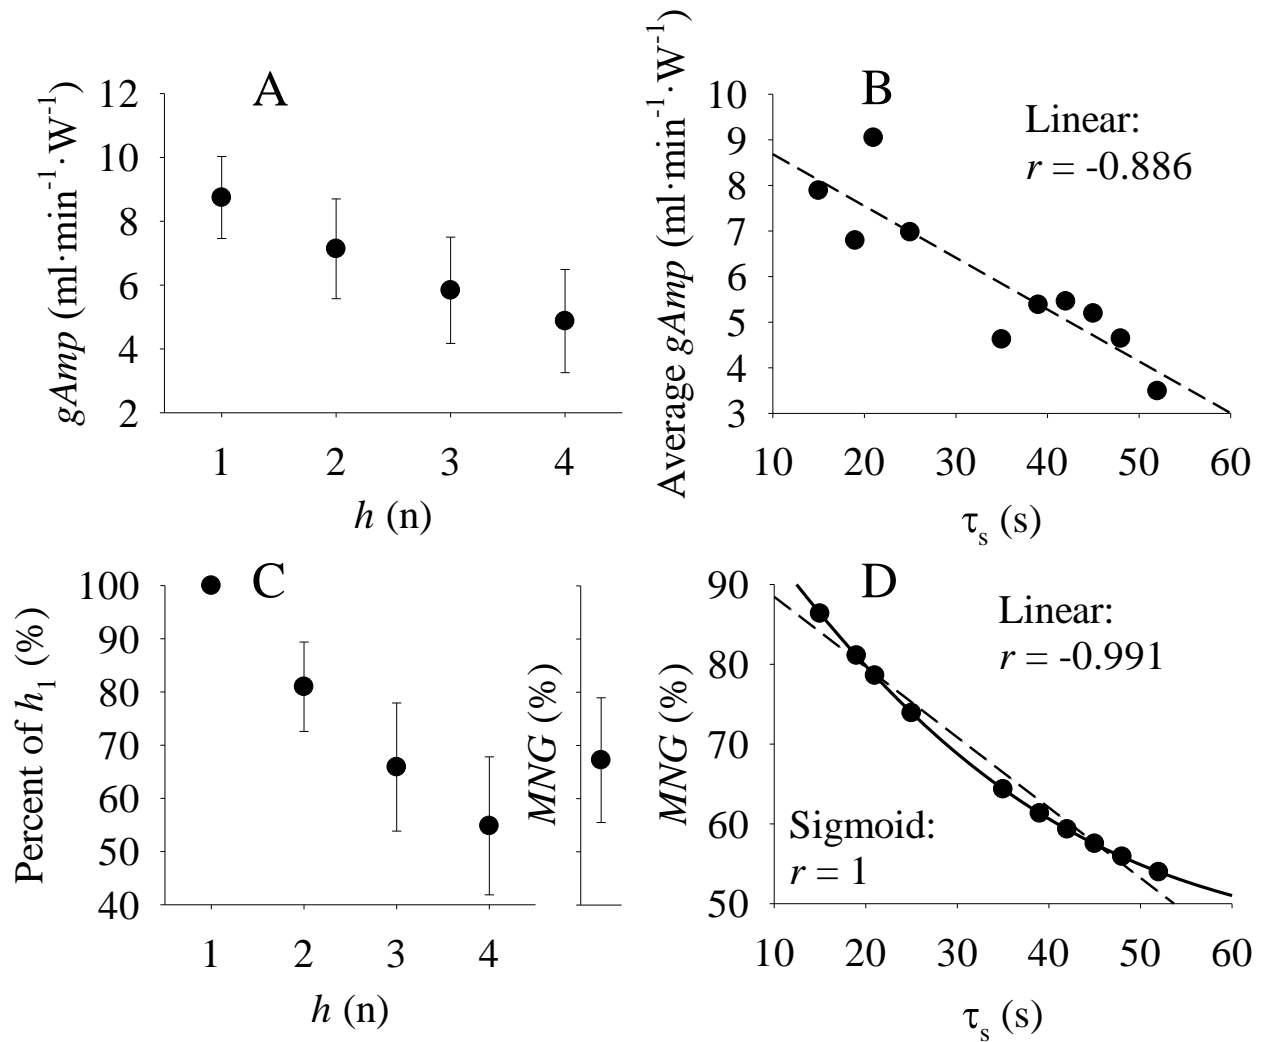 A
gAmp (ml·min⁻¹·W⁻¹)
12
10
8
6
4
2
1 2 3 4
h (n)
B
Average gAmp (ml·min⁻¹·W⁻¹)
Linear:
r = -0.886
10
9
8
7
6
5
4
3
10 20 30 40 50 60
τs (s)
C
Percent of h₁ (%)
100
90
80
70
60
50
40
1 2 3 4
h (n)
MNG (%)
D
MNG (%)
Linear:
r = -0.991
Sigmoid:
r = 1
90
80
70
60
50
10 20 30 40 50 60
τs (s)